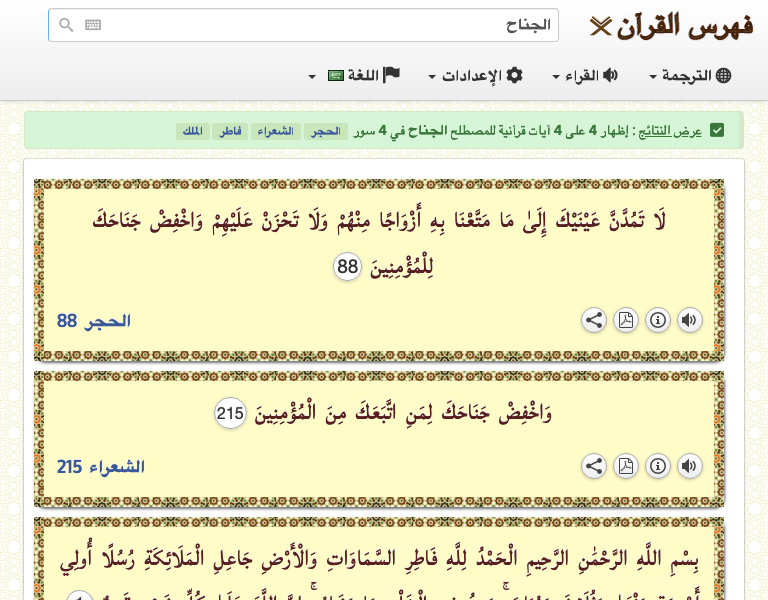 فهرس القرآن
الجناح
الترجمة القراء الإعدادات اللغة
عرض النتائج : إظهار 4 على 4 آيات قرآنية للمصطلح الجناح في 4 سور الحجر الشعراء فاطر الملك
لَا تَمُدَّنَّ عَيْنَيْكَ إِلَىٰ مَا مَتَّعْنَا بِهِ أَزْوَاجًا مِنْهُمْ وَلَا تَحْزَنْ عَلَيْهِمْ وَاخْفِضْ جَنَاحَكَ
لِلْمُؤْمِنِينَ 88
الحجر 88
وَاخْفِضْ جَنَاحَكَ لِمَنِ اتَّبَعَكَ مِنَ الْمُؤْمِنِينَ 215
الشعراء 215
بِسْمِ اللَّهِ الرَّحْمَٰنِ الرَّحِيمِ الْحَمْدُ لِلَّهِ فَاطِرِ السَّمَاوَاتِ وَالْأَرْضِ جَاعِلِ الْمَلَائِكَةِ رُسُلًا أُولِي